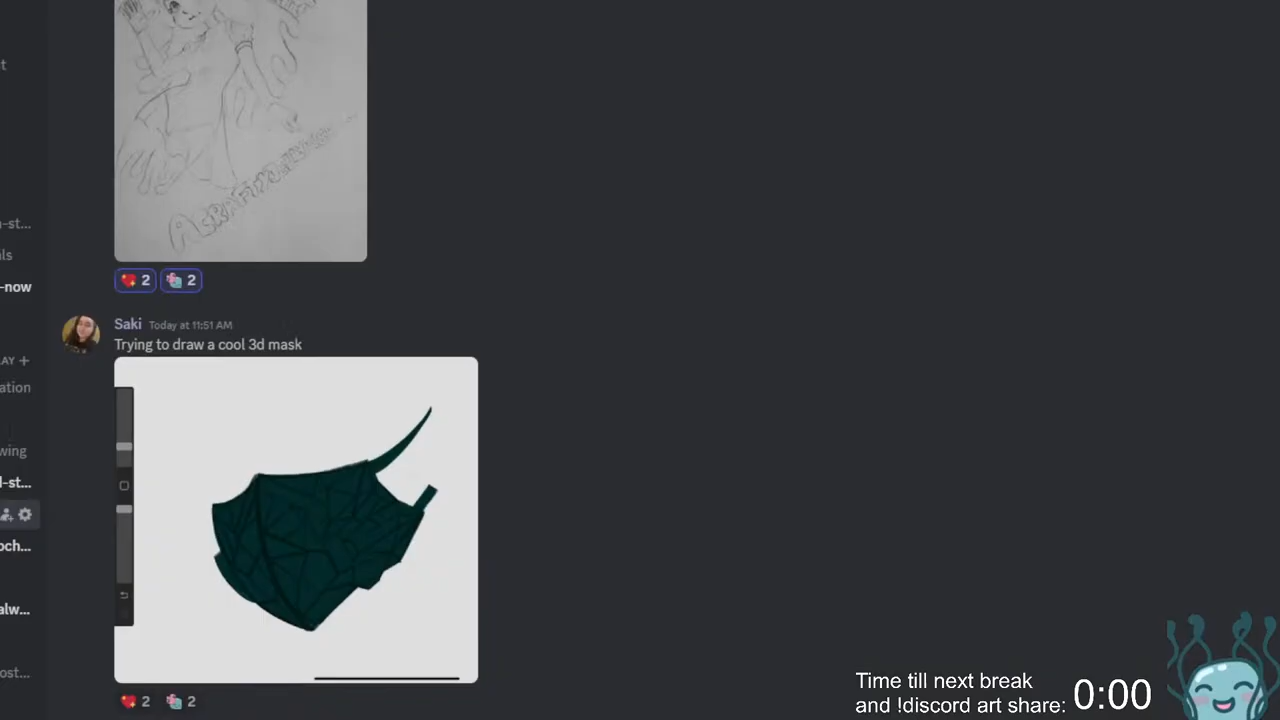 t
-st...
ls
-now
2
2
Saki Today at 11:51 AM
Trying to draw a cool 3d mask
AY +
ation
wing
d-st...
och...
alw...
ost...
2
2
Time till next break
and !discord art share: 0:00